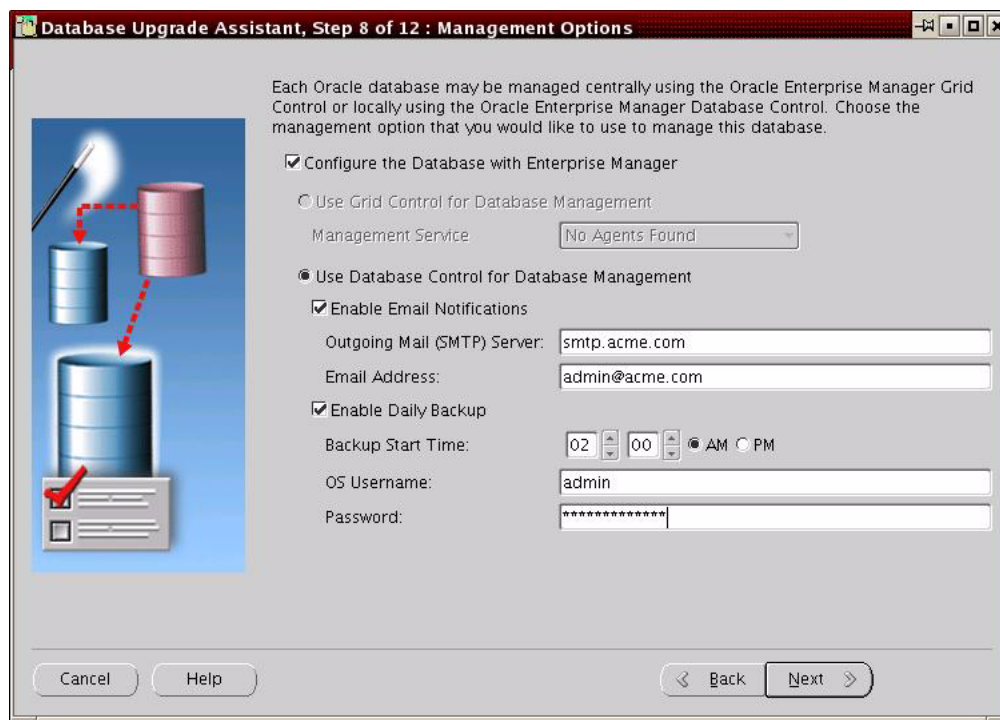 Database Upgrade Assistant, Step 8 of 12 : Management Options
Each Oracle database may be managed centrally using the Oracle Enterprise Manager Grid
Control or locally using the Oracle Enterprise Manager Database Control. Choose the
management option that you would like to use to manage this database.
Configure the Database with Enterprise Manager
Use Grid Control for Database Management
Management Service No Agents Found
Use Database Control for Database Management
Enable Email Notifications
Outgoing Mail (SMTP) Server: smtp.acme.com
Email Address: admin@acme.com
Enable Daily Backup
Backup Start Time: 02 00 AM PM
OS Username: admin
Password: *************
Cancel Help Back Next